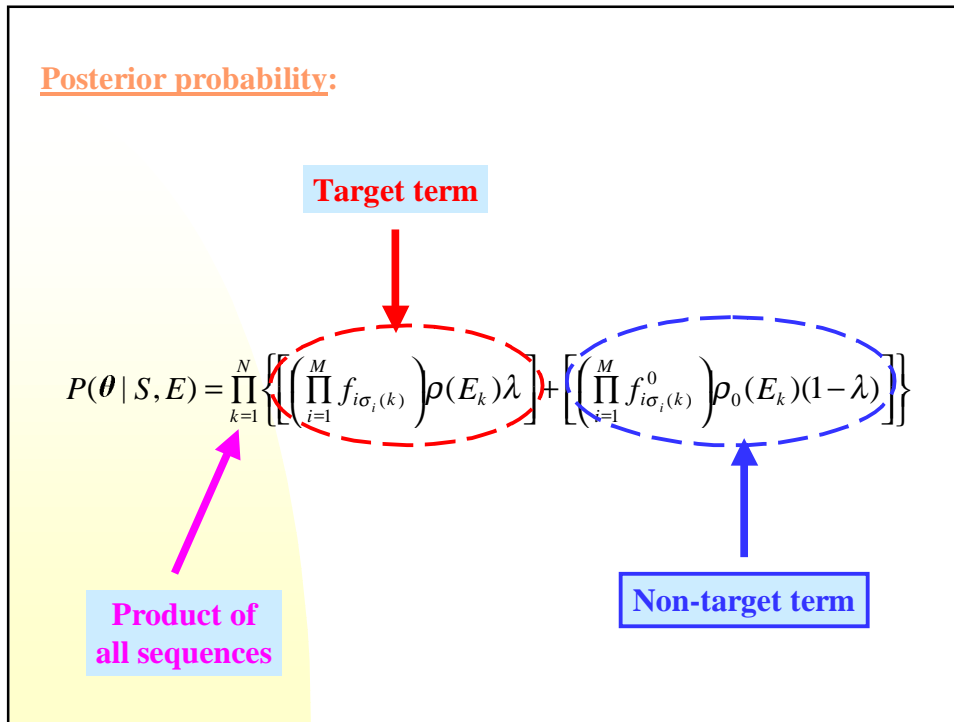 Posterior probability:
Target term
P(θ | S, E) = ∏_{k=1}^{N} { [ ( ∏_{i=1}^{M} f_{iσ_i(k)} ) ρ(E_k)λ ] + [ ( ∏_{i=1}^{M} f^0_{iσ_i(k)} ) ρ_0(E_k)(1−λ) ] }
Product of
all sequences
Non-target term